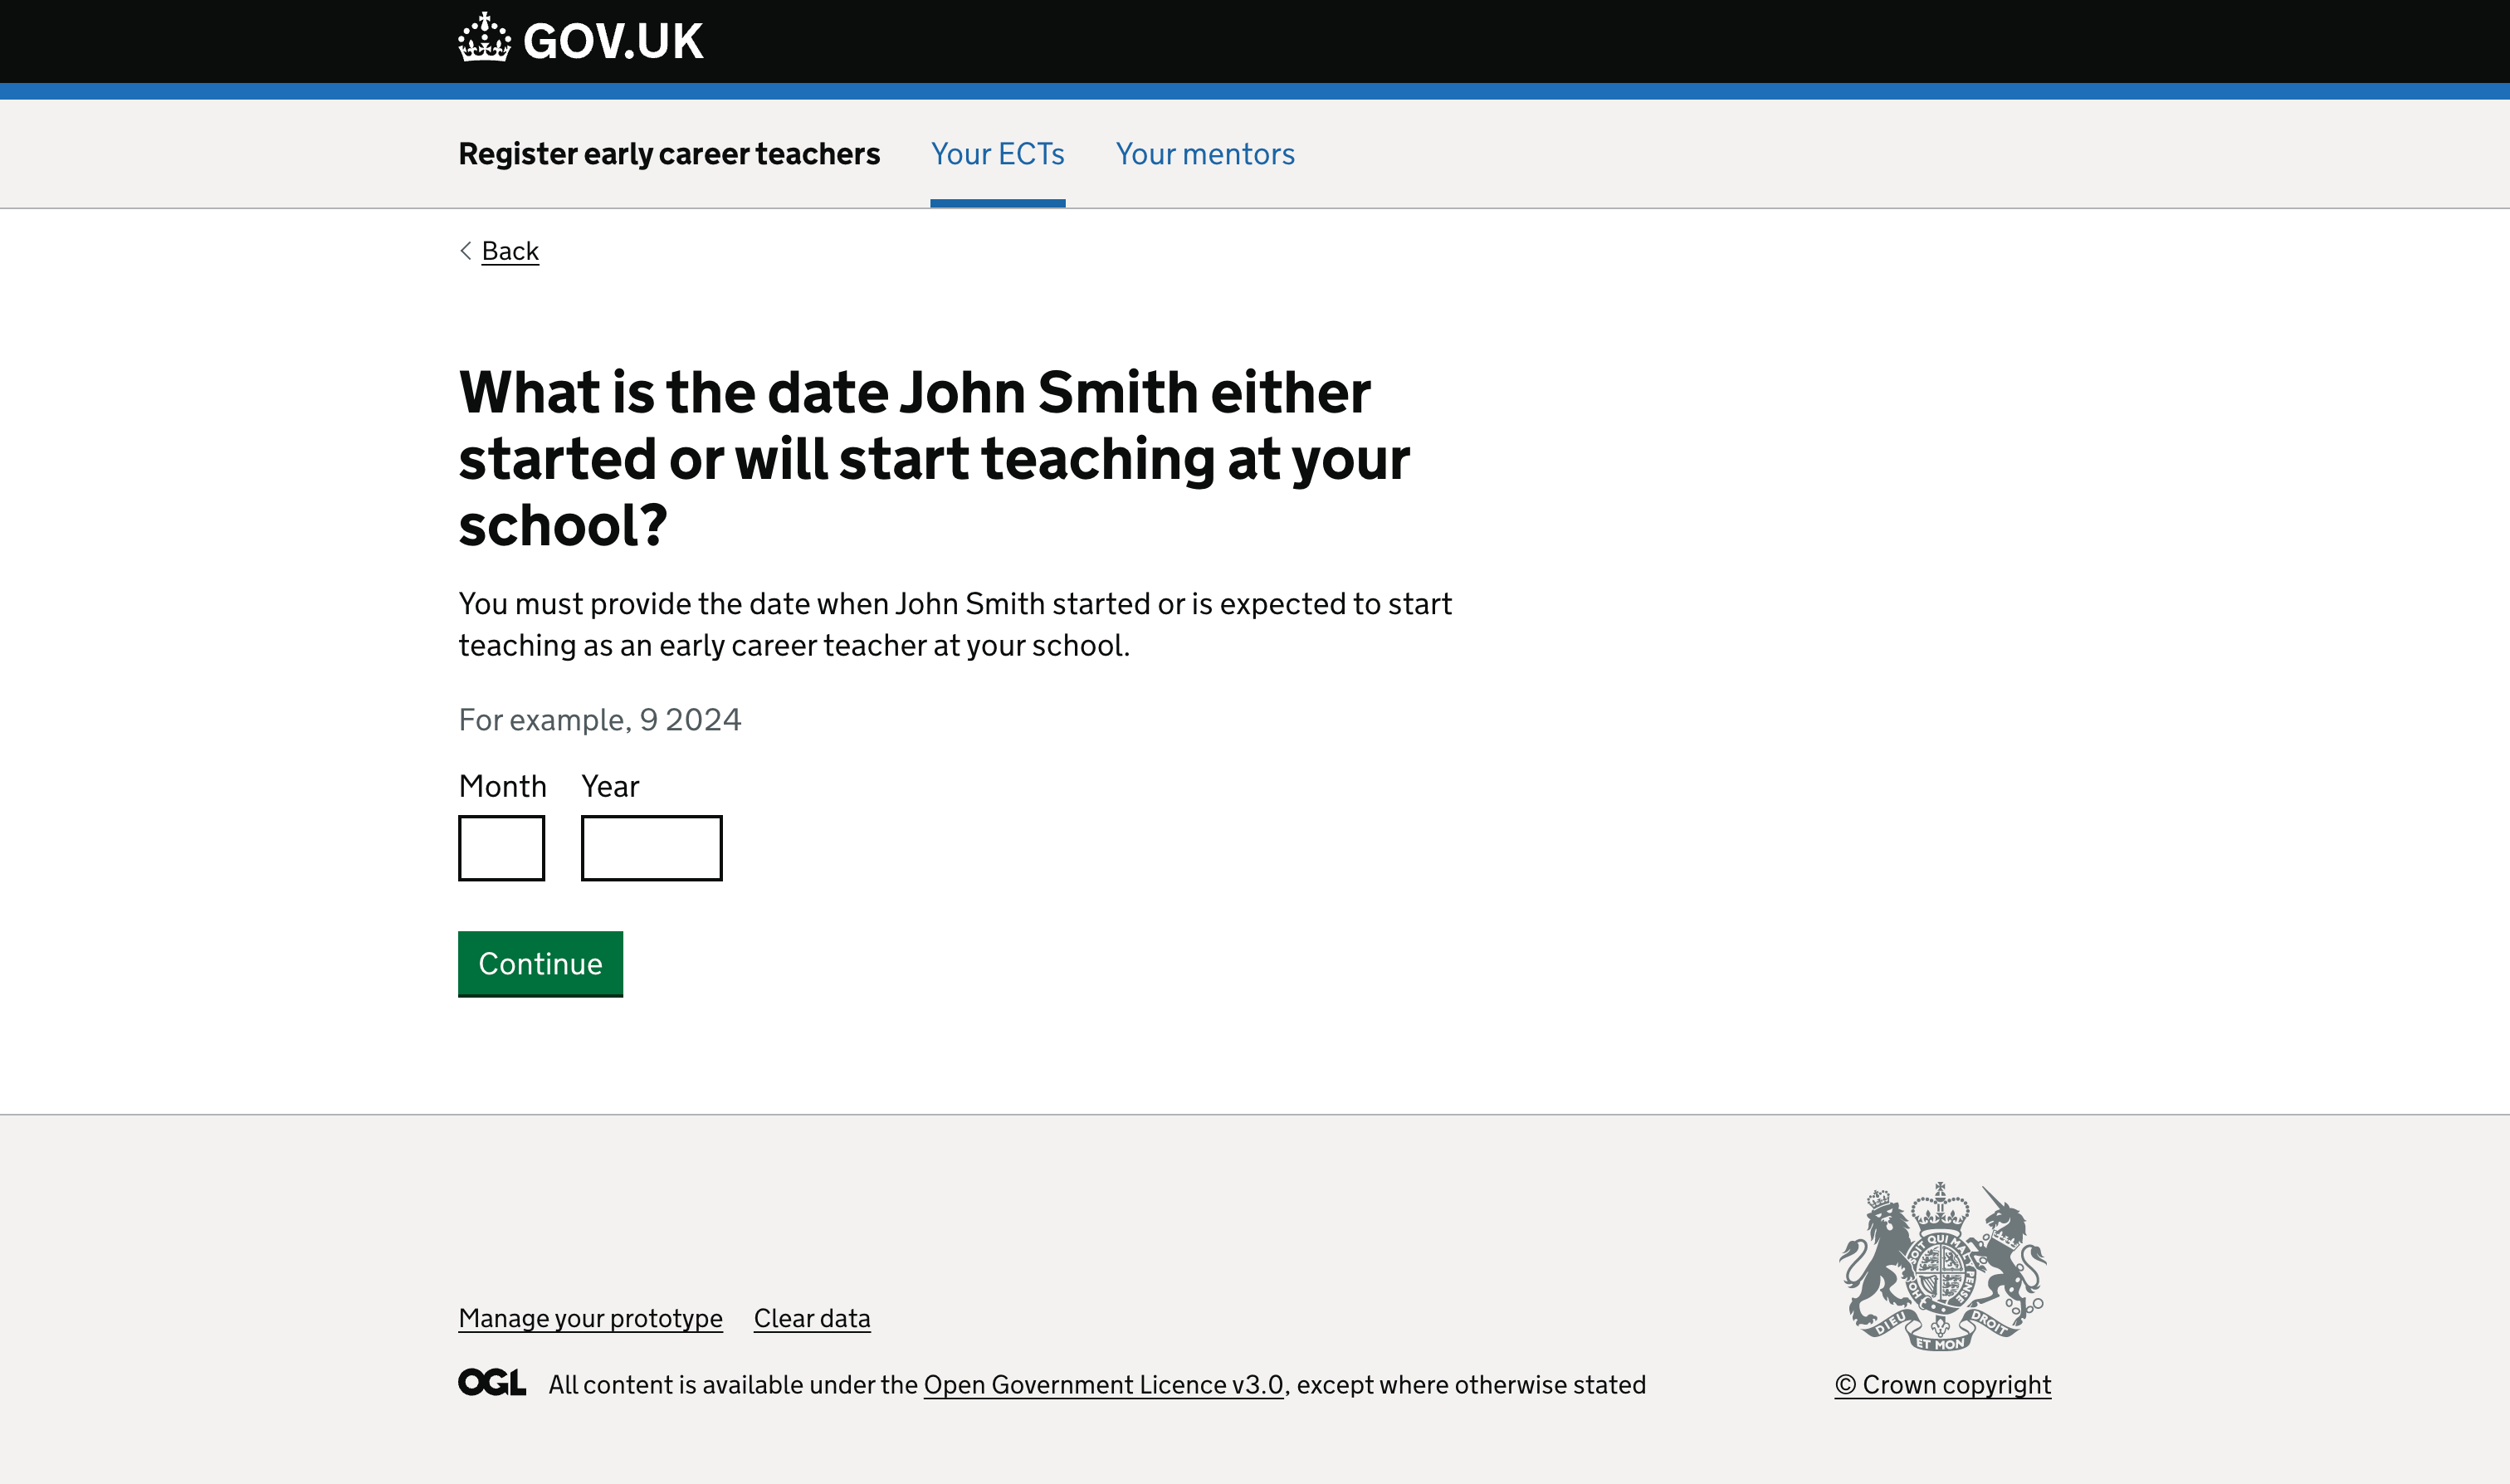 GOV.UK
Register early career teachers Your ECTs Your mentors
Back
What is the date John Smith either
started or will start teaching at your
school?
You must provide the date when John Smith started or is expected to start
teaching as an early career teacher at your school.
For example, 9 2024
Month Year
Continue
Manage your prototype Clear data
OGL All content is available under the Open Government Licence v3.0, except where otherwise stated
DIEU ET MON DROIT
© Crown copyright